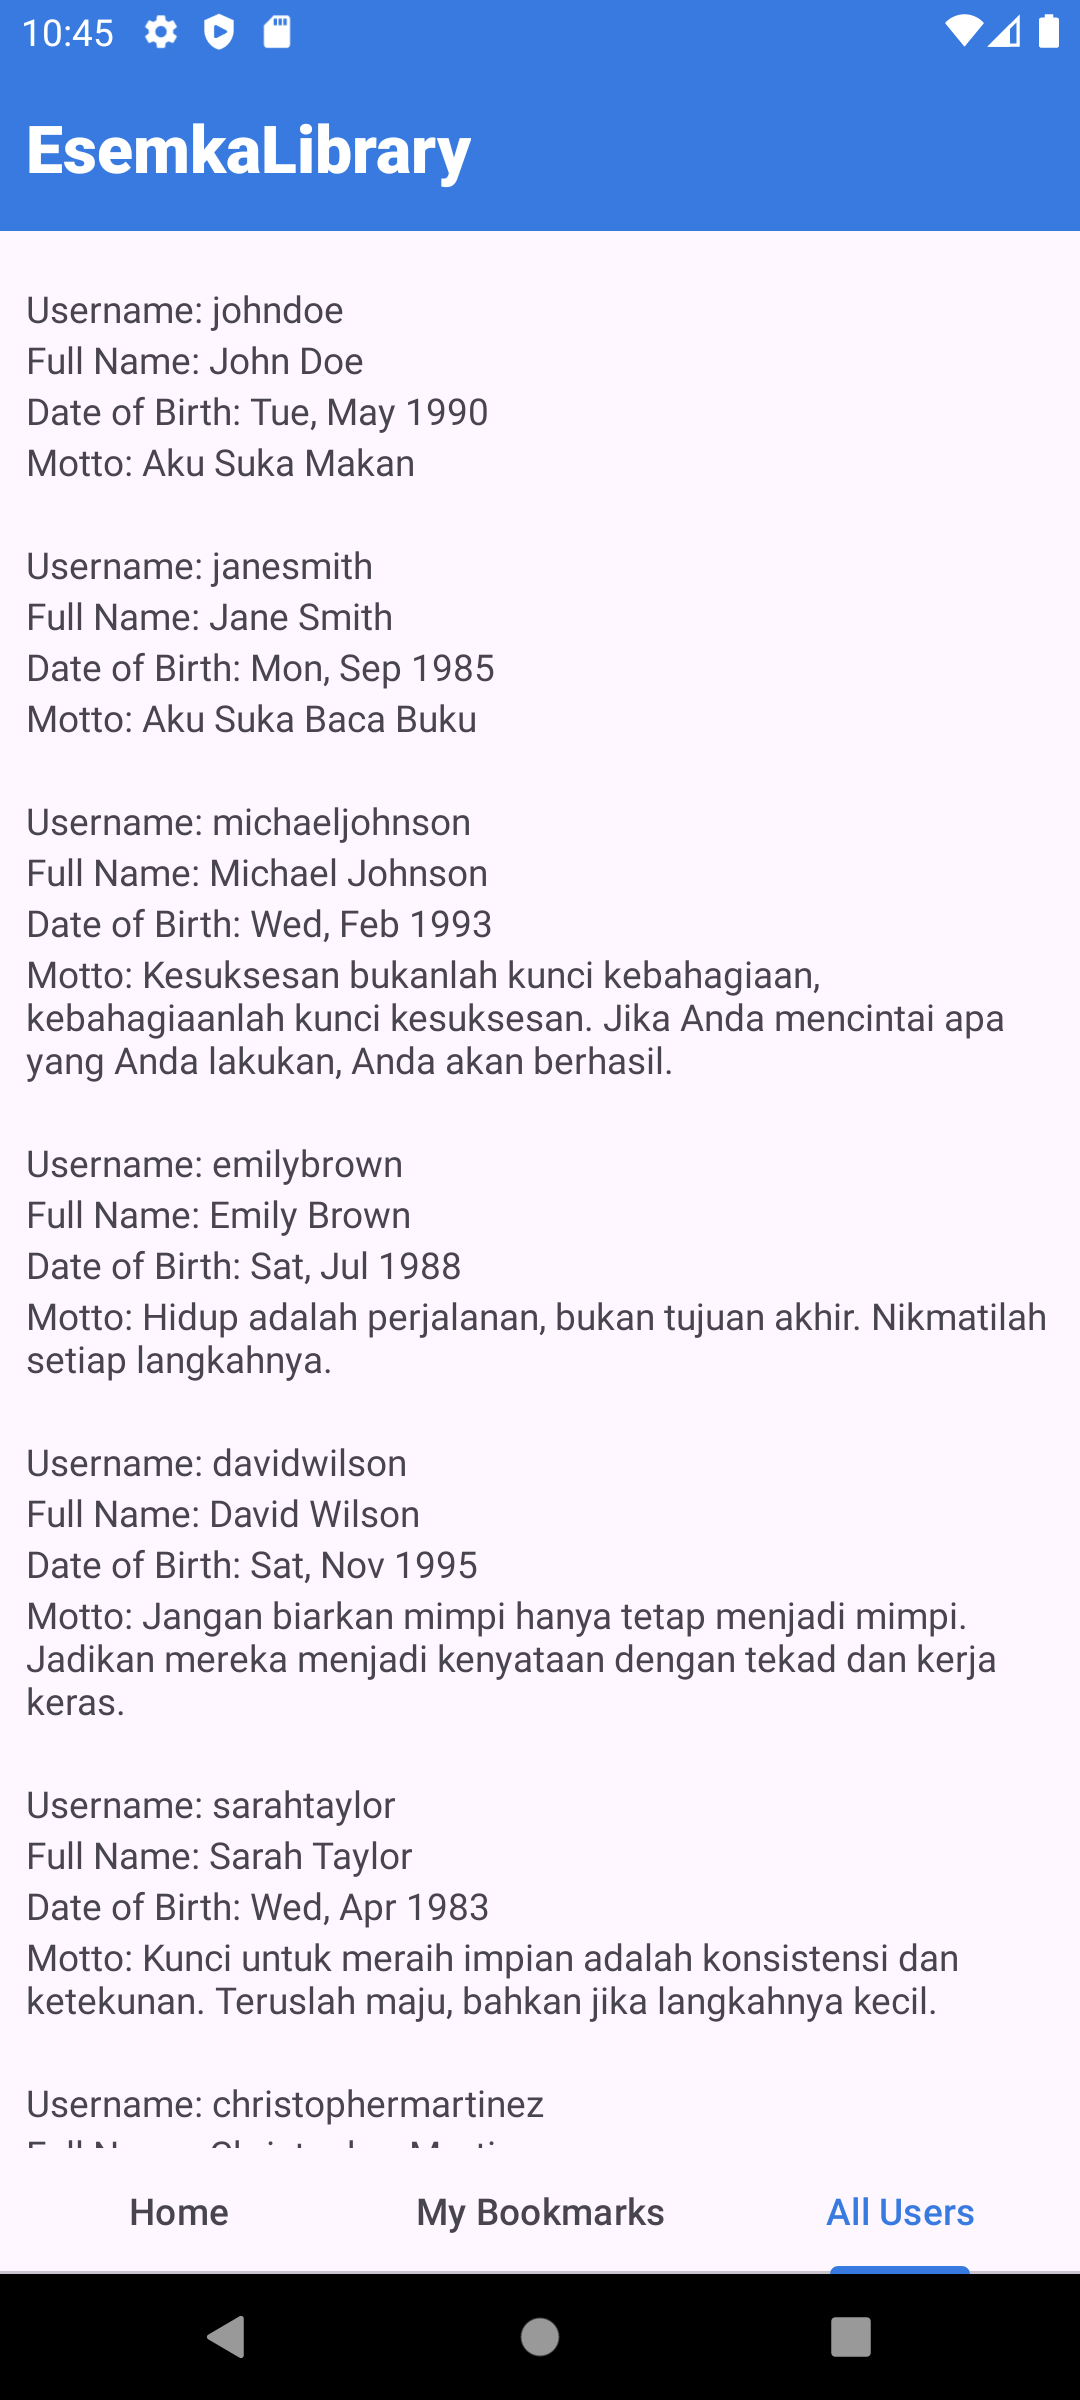 10:45
EsemkaLibrary
Username: johndoe
Full Name: John Doe
Date of Birth: Tue, May 1990
Motto: Aku Suka Makan
Username: janesmith
Full Name: Jane Smith
Date of Birth: Mon, Sep 1985
Motto: Aku Suka Baca Buku
Username: michaeljohnson
Full Name: Michael Johnson
Date of Birth: Wed, Feb 1993
Motto: Kesuksesan bukanlah kunci kebahagiaan,
kebahagiaanlah kunci kesuksesan. Jika Anda mencintai apa
yang Anda lakukan, Anda akan berhasil.
Username: emilybrown
Full Name: Emily Brown
Date of Birth: Sat, Jul 1988
Motto: Hidup adalah perjalanan, bukan tujuan akhir. Nikmatilah
setiap langkahnya.
Username: davidwilson
Full Name: David Wilson
Date of Birth: Sat, Nov 1995
Motto: Jangan biarkan mimpi hanya tetap menjadi mimpi.
Jadikan mereka menjadi kenyataan dengan tekad dan kerja
keras.
Username: sarahtaylor
Full Name: Sarah Taylor
Date of Birth: Wed, Apr 1983
Motto: Kunci untuk meraih impian adalah konsistensi dan
ketekunan. Teruslah maju, bahkan jika langkahnya kecil.
Username: christophermartinez
Home
My Bookmarks
All Users